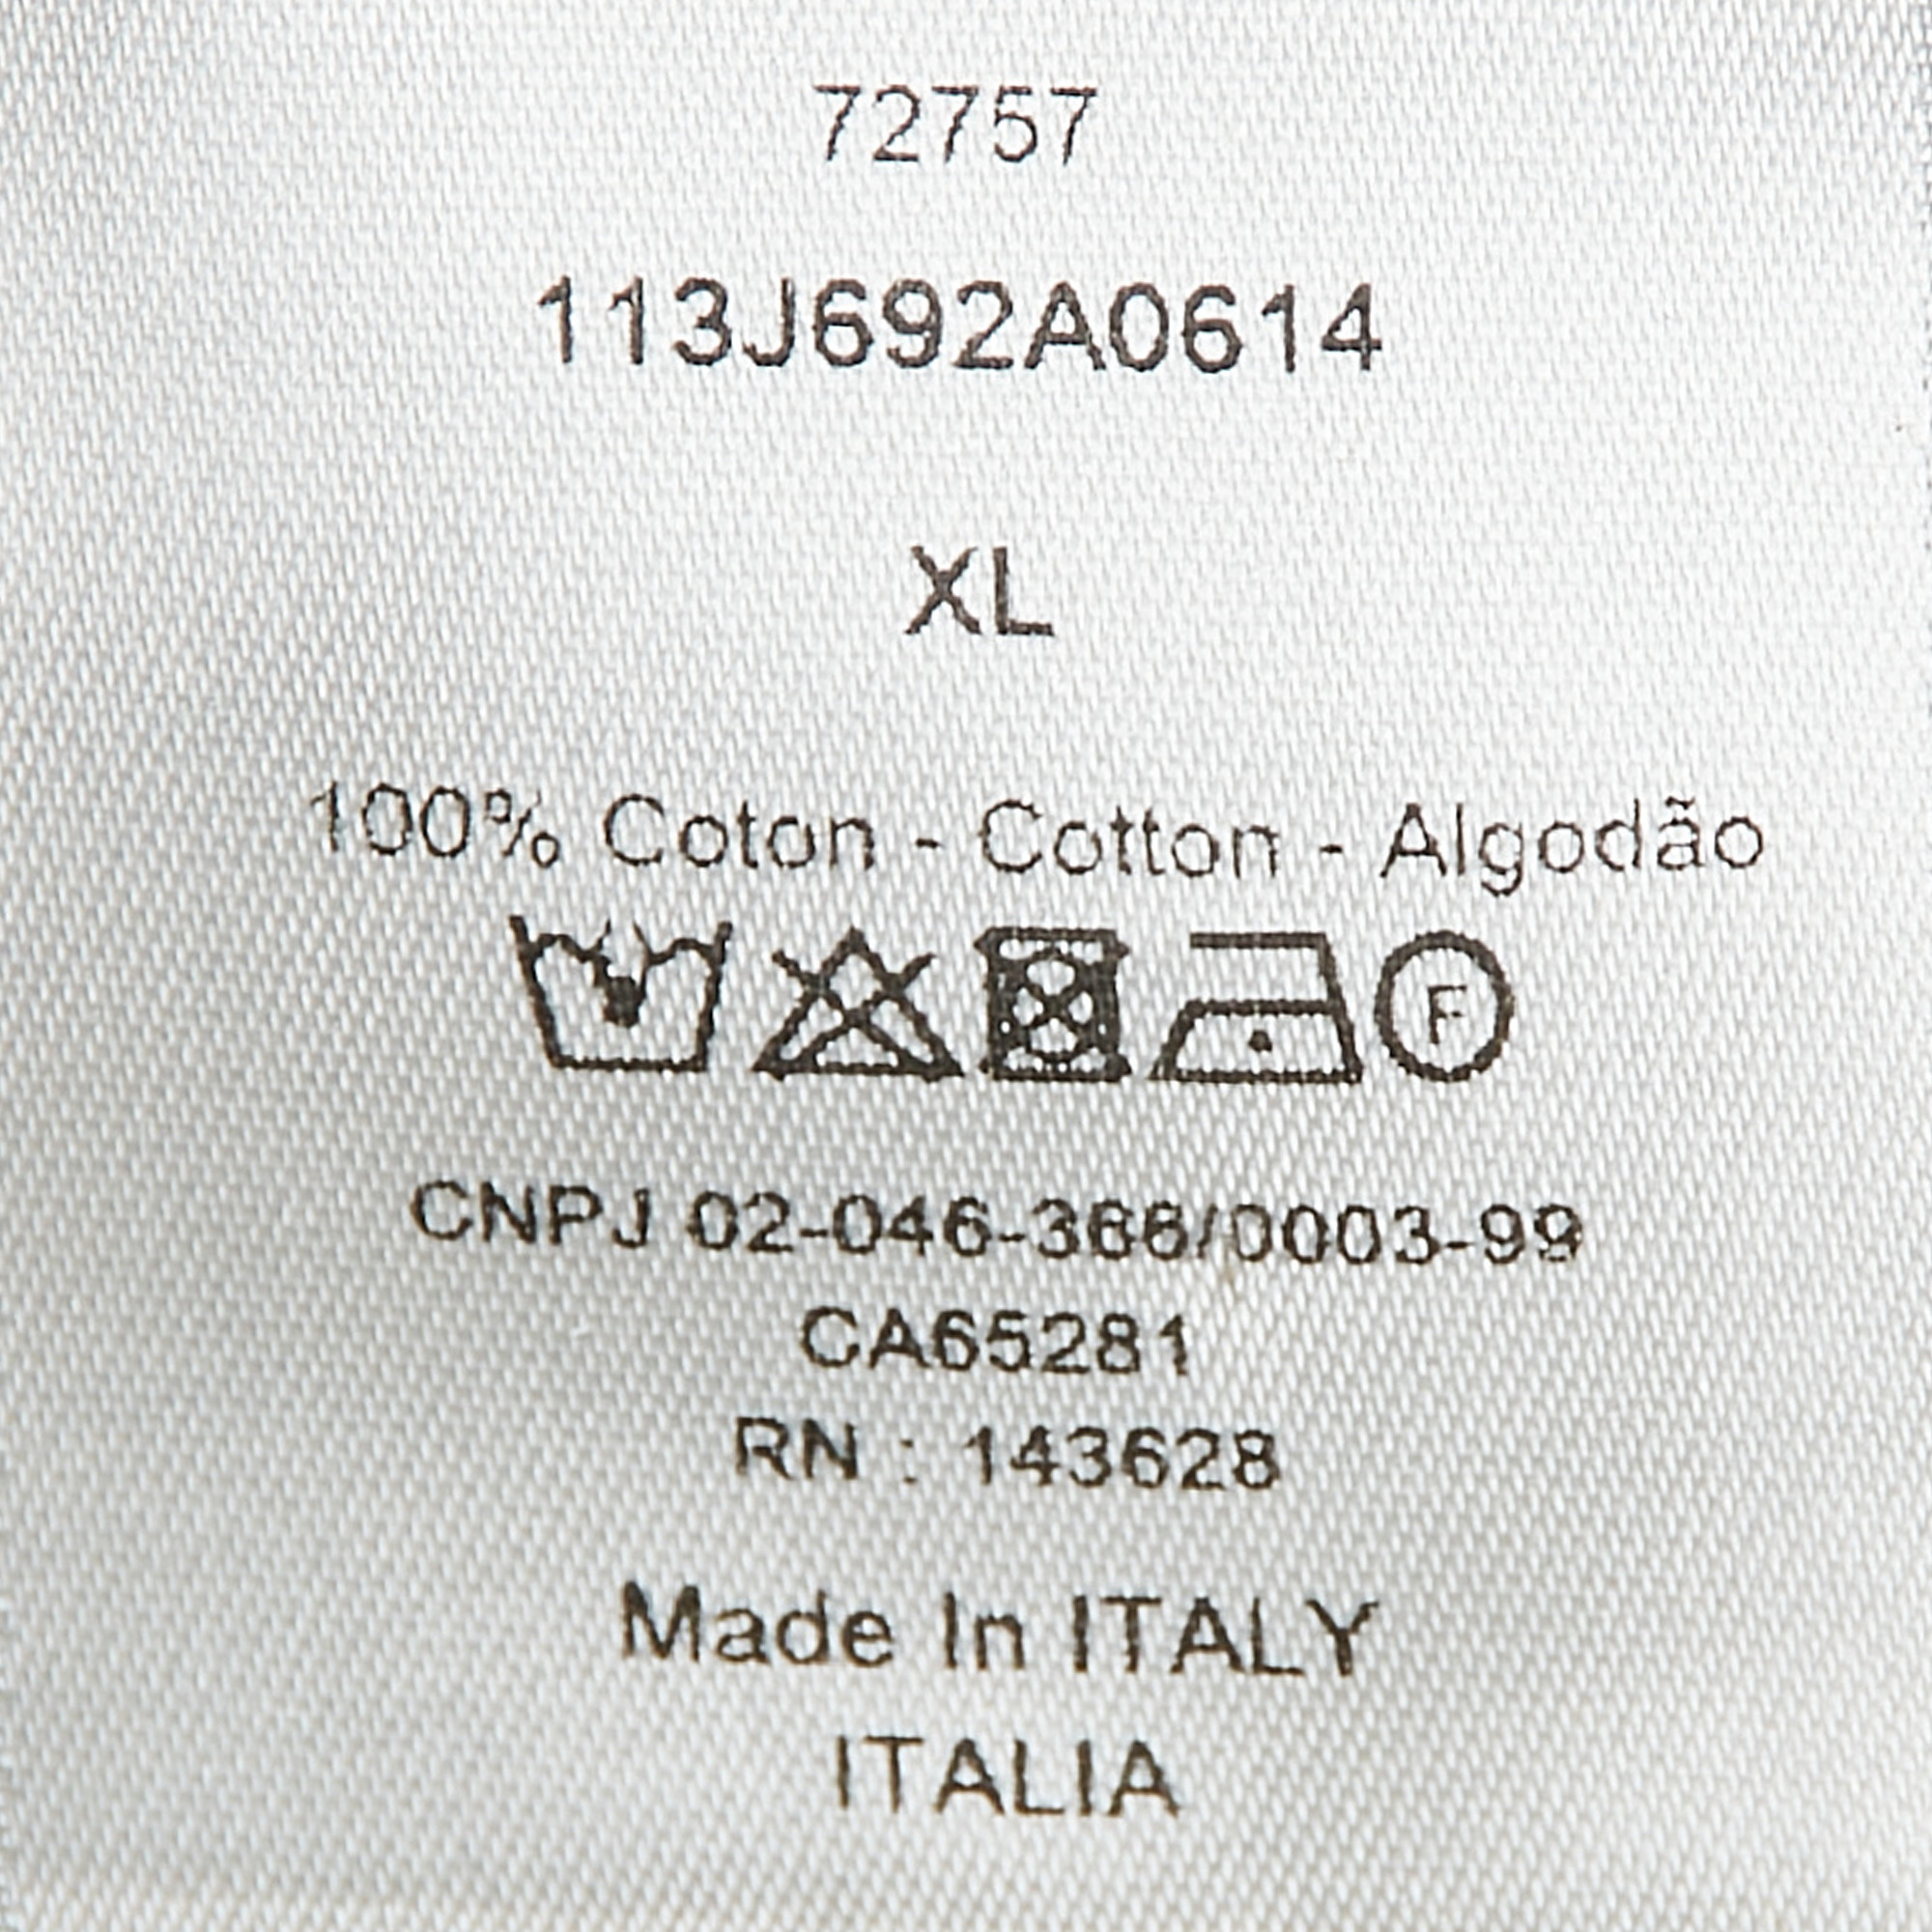 72757
113J692A0614
XL
100% Coton - Cotton - Algodão
F
CNPJ 02-046-366/0003-99
CA65281
RN : 143628
Made In ITALY
ITALIA